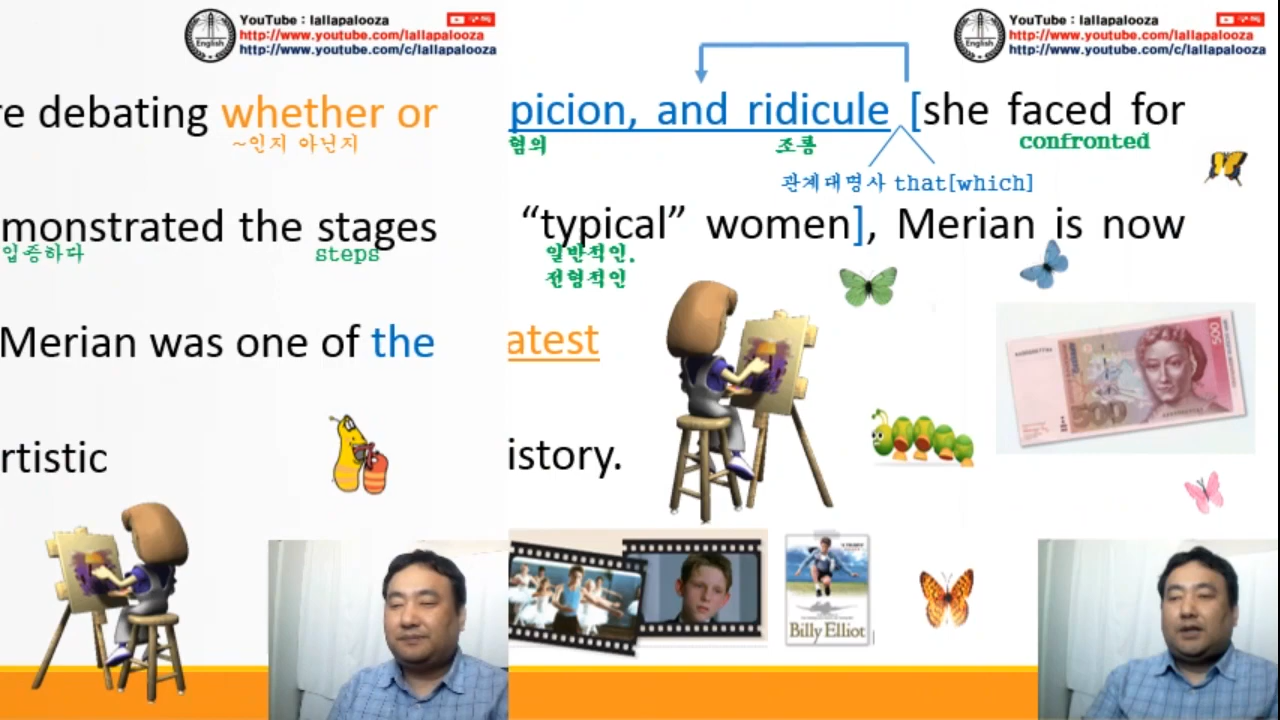 YouTube : lallapalooza
http://www.youtube.com/lallapalooza
http://www.youtube.com/c/lallapalooza
English
re debating whether or
~인지 아닌지
monstrated the stages
입증하다
steps
Merian was one of the
rtistic
YouTube : lallapalooza
http://www.youtube.com/lallapalooza
http://www.youtube.com/c/lallapalooza
English
picion, and ridicule [she faced for
혐의
조롱
confronted
관계대명사 that[which]
“typical” women], Merian is now
일반적인.
전형적인
atest
istory.
500
500
Billy Elliot